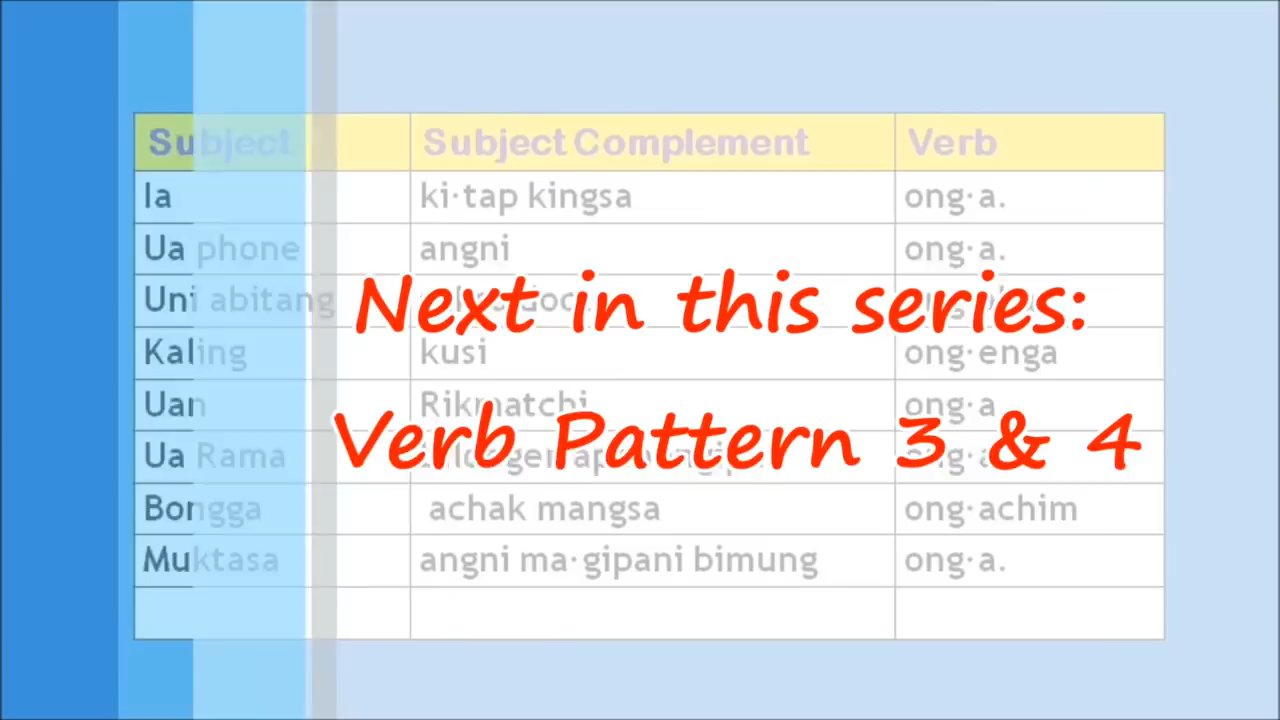 Subject Subject Complement Verb
Ia ki·tap kingsa ong·a.
Ua phone angni ong·a.
Uni abitang
Next in this series:
Kaling kusi ong·enga
Uan Rikmatchi ong·a
Verb Pattern 3 & 4
Ua Rama
Bongga achak mangsa ong·achim
Muktasa angni ma·gipani bimung ong·a.